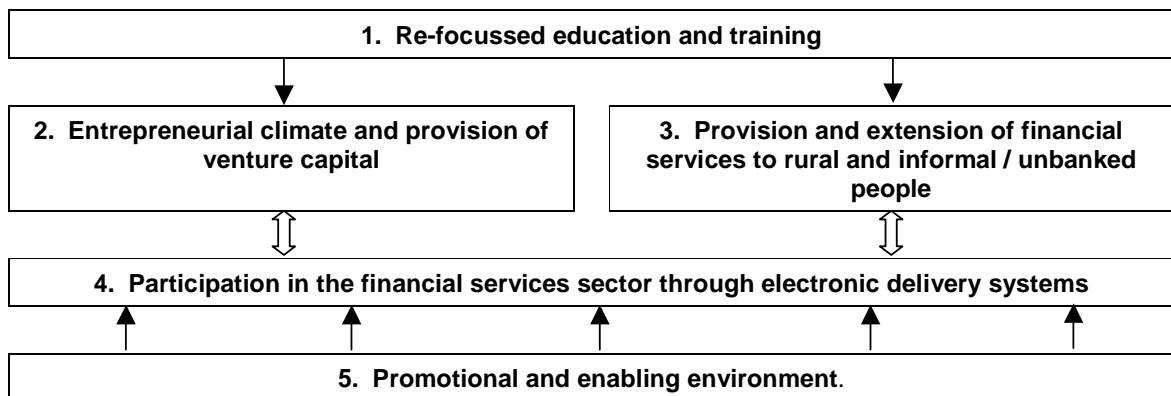 1. Re-focussed education and training
2. Entrepreneurial climate and provision of
venture capital
3. Provision and extension of financial
services to rural and informal / unbanked
people
4. Participation in the financial services sector through electronic delivery systems
5. Promotional and enabling environment.